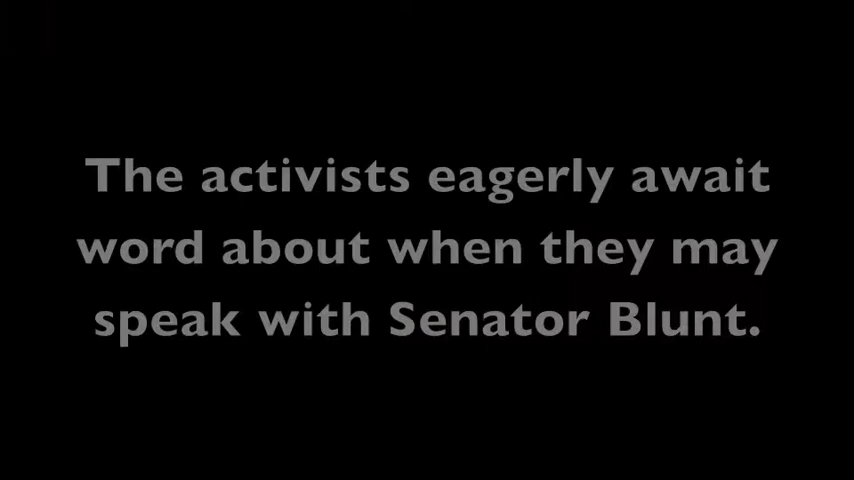 The activists eagerly await
word about when they may
speak with Senator Blunt.